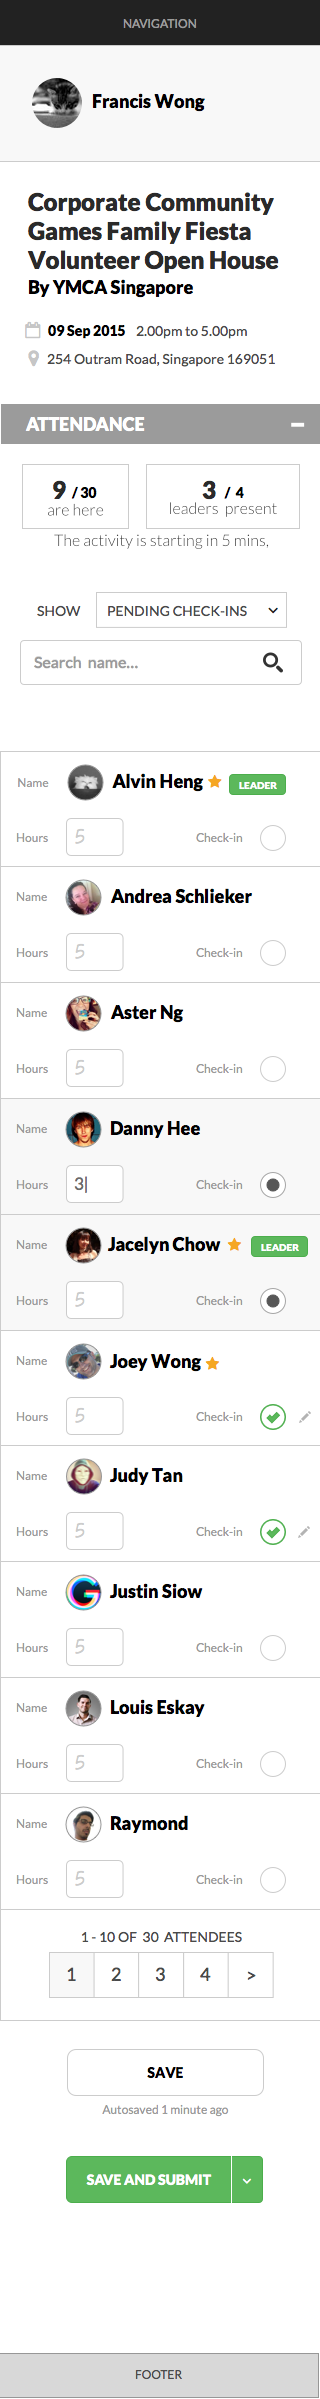 NAVIGATION
Francis Wong
Corporate Community
Games Family Fiesta
Volunteer Open House
By YMCA Singapore
09 Sep 2015 2.00pm to 5.00pm
254 Outram Road, Singapore 169051
ATTENDANCE
9 / 30
are here
3 / 4
leaders present
The activity is starting in 5 mins,
SHOW PENDING CHECK-INS
Search name...
Name Alvin Heng LEADER
Hours 5 Check-in
Name Andrea Schlieker
Hours 5 Check-in
Name Aster Ng
Hours 5 Check-in
Name Danny Hee
Hours 3 Check-in
Name Jacelyn Chow LEADER
Hours 5 Check-in
Name Joey Wong
Hours 5 Check-in
Name Judy Tan
Hours 5 Check-in
Name Justin Siow
Hours 5 Check-in
Name Louis Eskay
Hours 5 Check-in
Name Raymond
Hours 5 Check-in
1 - 10 OF 30 ATTENDEES
1 2 3 4 >
SAVE
Autosaved 1 minute ago
SAVE AND SUBMIT
FOOTER